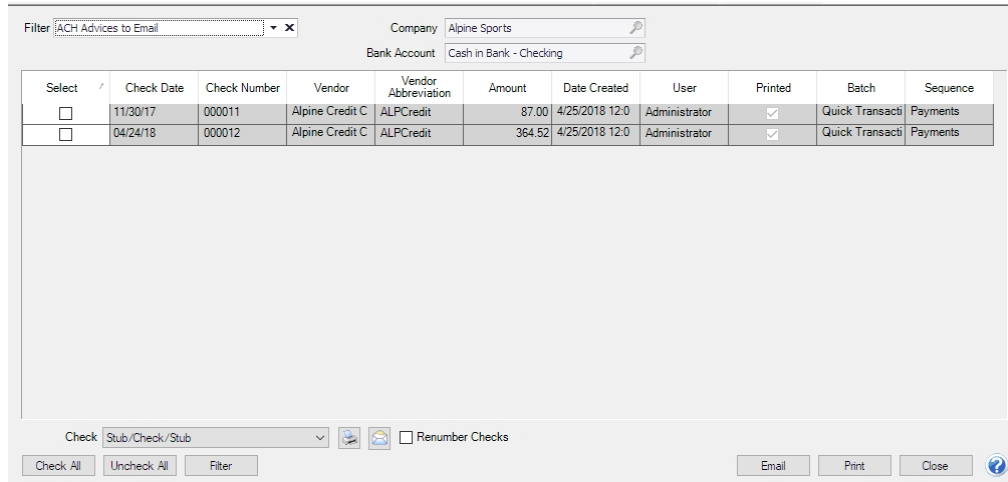 Filter ACH Advices to Email Company Alpine Sports
Bank Account Cash in Bank - Checking
Select Check Date Check Number Vendor Vendor Abbreviation Amount Date Created User Printed Batch Sequence
11/30/17 000011 Alpine Credit C ALPCredit 87.00 4/25/2018 12:0 Administrator Quick Transacti Payments
04/24/18 000012 Alpine Credit C ALPCredit 364.52 4/25/2018 12:0 Administrator Quick Transacti Payments
Check Stub/Check/Stub Renumber Checks
Check All Uncheck All Filter Email Print Close ?